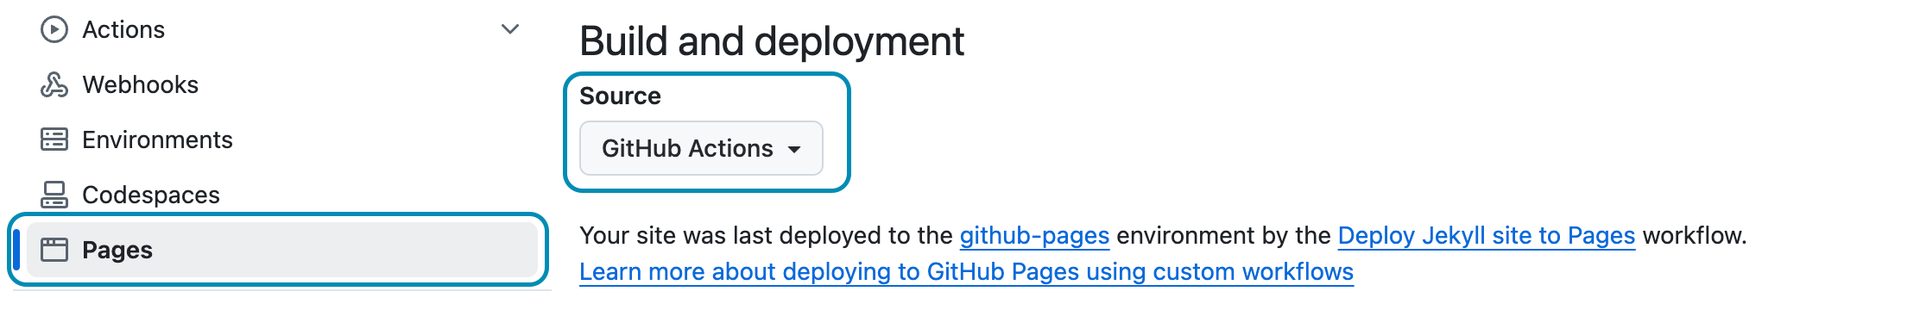 Actions
Webhooks
Environments
Codespaces
Pages
Build and deployment
Source
GitHub Actions
Your site was last deployed to the github-pages environment by the Deploy Jekyll site to Pages workflow.
Learn more about deploying to GitHub Pages using custom workflows